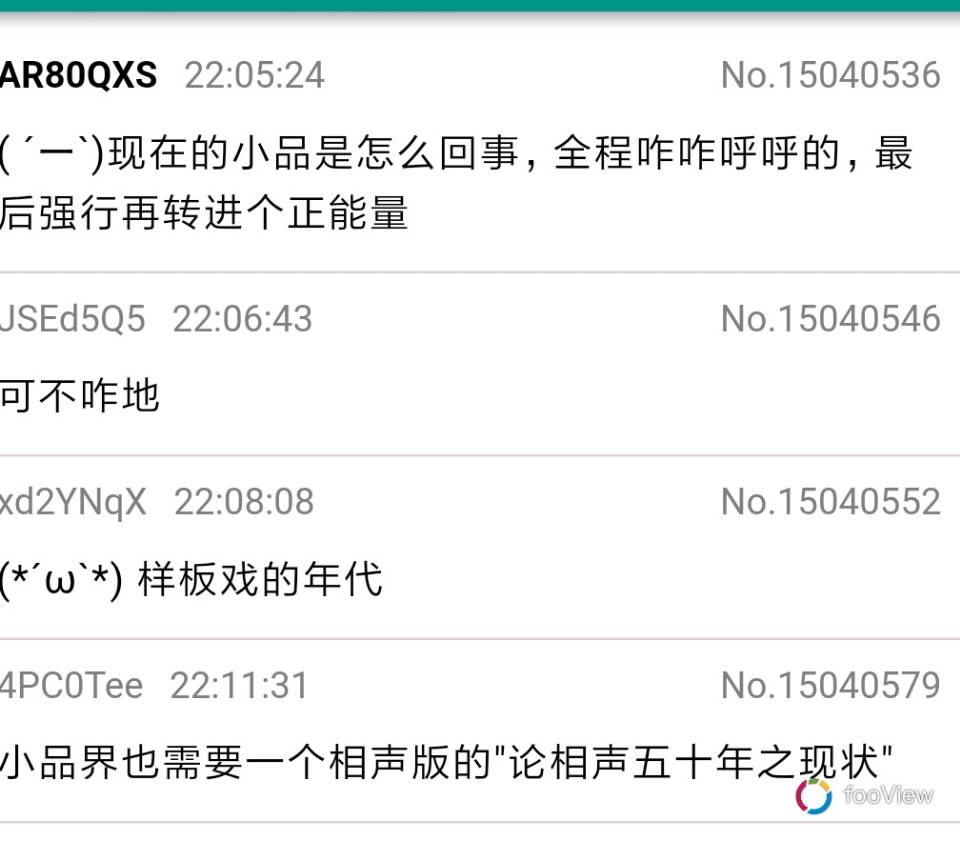 AR80QXS 22:05:24 No.15040536
( ´ー`)现在的小品是怎么回事，全程咋咋呼呼的，最
后强行再转进个正能量
JSEd5Q5 22:06:43 No.15040546
可不咋地
xd2YNqX 22:08:08 No.15040552
(*´ω`*) 样板戏的年代
4PC0Tee 22:11:31 No.15040579
小品界也需要一个相声版的"论相声五十年之现状"
fooView